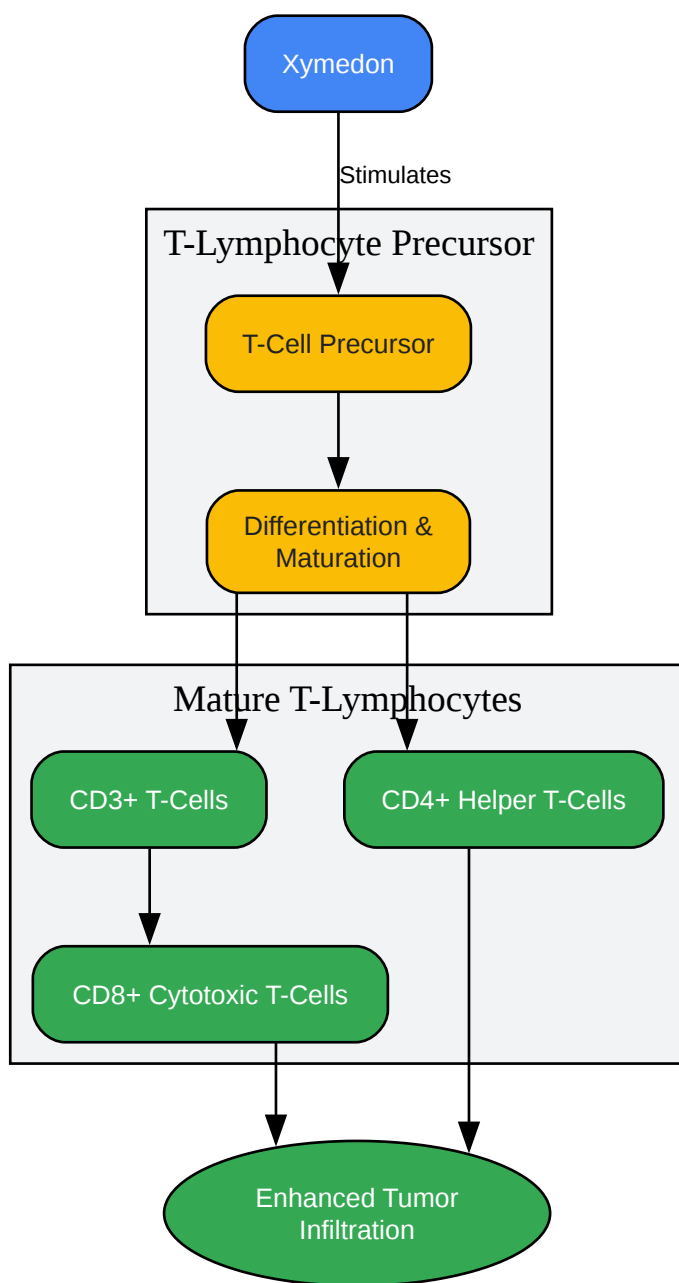 Xymedon
Stimulates
T-Lymphocyte Precursor
T-Cell Precursor
Differentiation &
Maturation
Mature T-Lymphocytes
CD3+ T-Cells
CD4+ Helper T-Cells
CD8+ Cytotoxic T-Cells
Enhanced Tumor
Infiltration